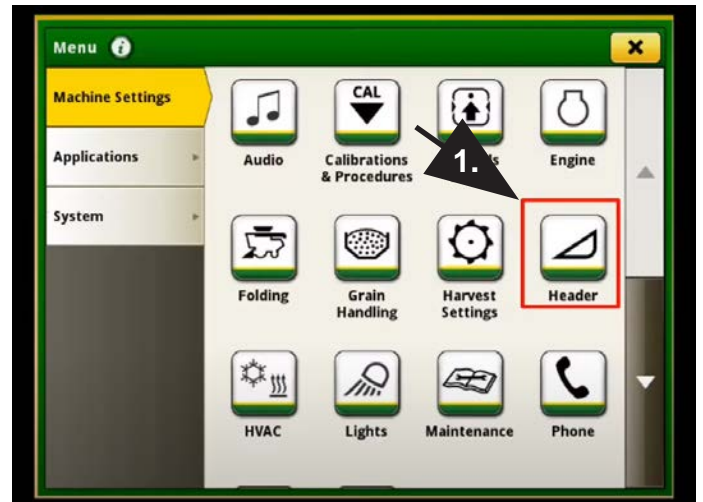 Menu
Machine Settings
Applications
System
CAL
Audio
Calibrations
& Procedures
1.
Engine
Folding
Grain
Handling
Harvest
Settings
Header
HVAC
Lights
Maintenance
Phone